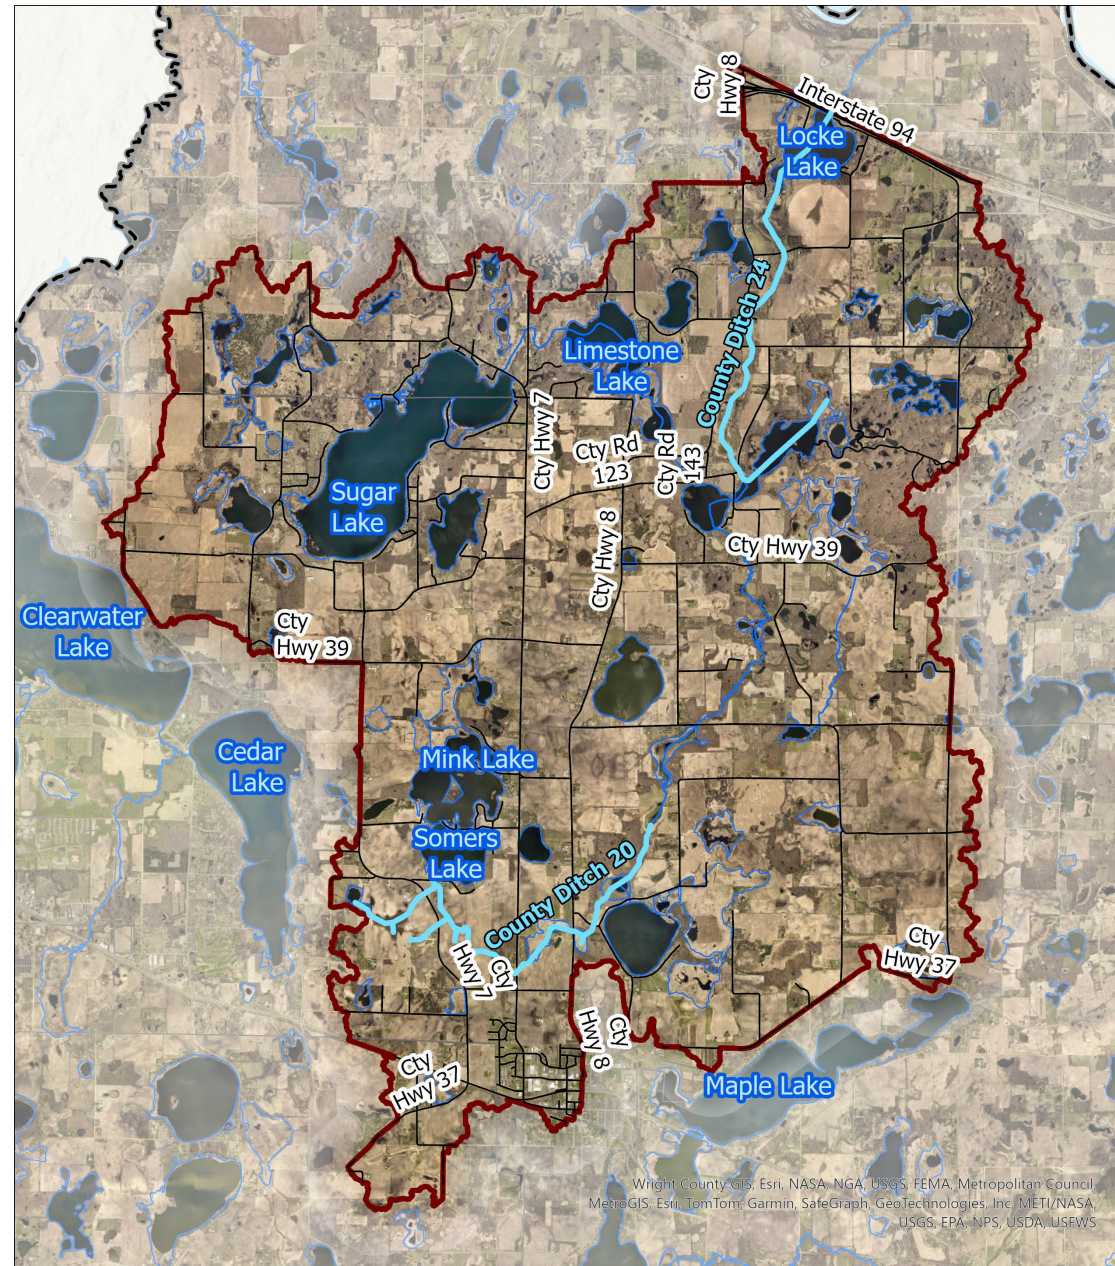 Cty
Hwy 8
Interstate 94
Locke
Lake
County Ditch 24
Limestone
Lake
Cty Hwy 7
Cty Rd
123
Cty Rd
143
Sugar
Lake
Cty Hwy 8
Cty Hwy 39
Clearwater
Lake
Cty
Hwy 39
Cedar
Lake
Mink Lake
Somers
Lake
County Ditch 20
Cty
Hwy 7
Cty
Hwy 37
Cty
Hwy 8
Cty
Hwy 37
Maple Lake
Wright County GIS, Esri, NASA, NGA, USGS, FEMA, Metropolitan Council,
MetroGIS, Esri, TomTom, Garmin, SafeGraph, GeoTechnologies, Inc, METI/NASA,
USGS, EPA, NPS, USDA, USFWS